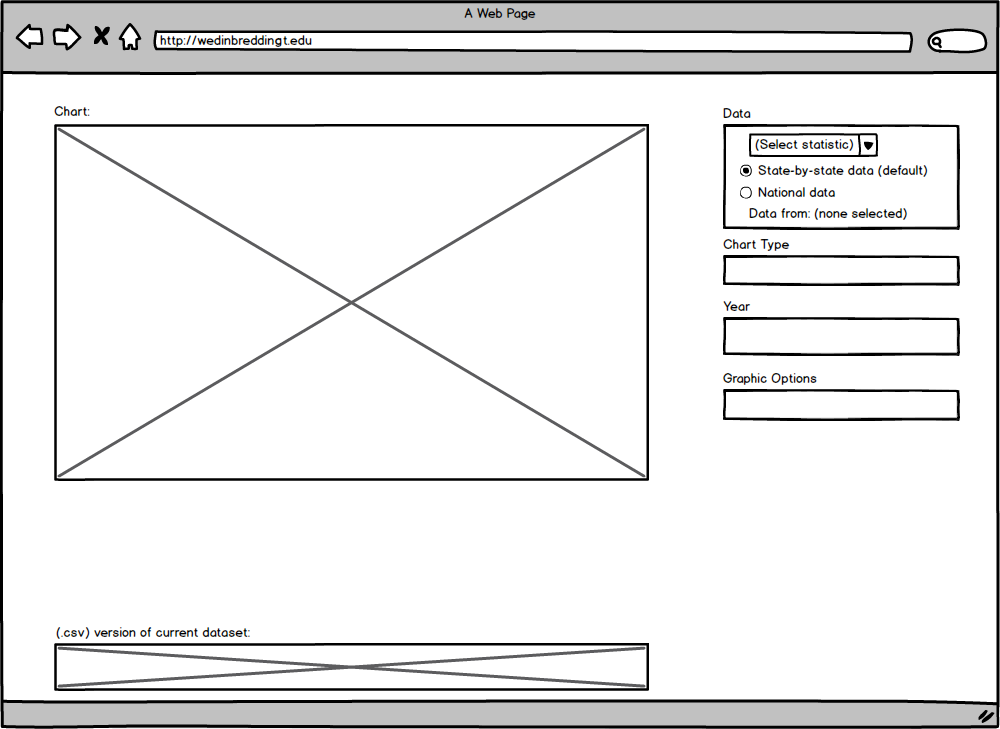 A Web Page
http://wedinbreddingt.edu
Chart:
Data
(Select statistic)
State-by-state data (default)
National data
Data from: (none selected)
Chart Type
Year
Graphic Options
(.csv) version of current dataset: